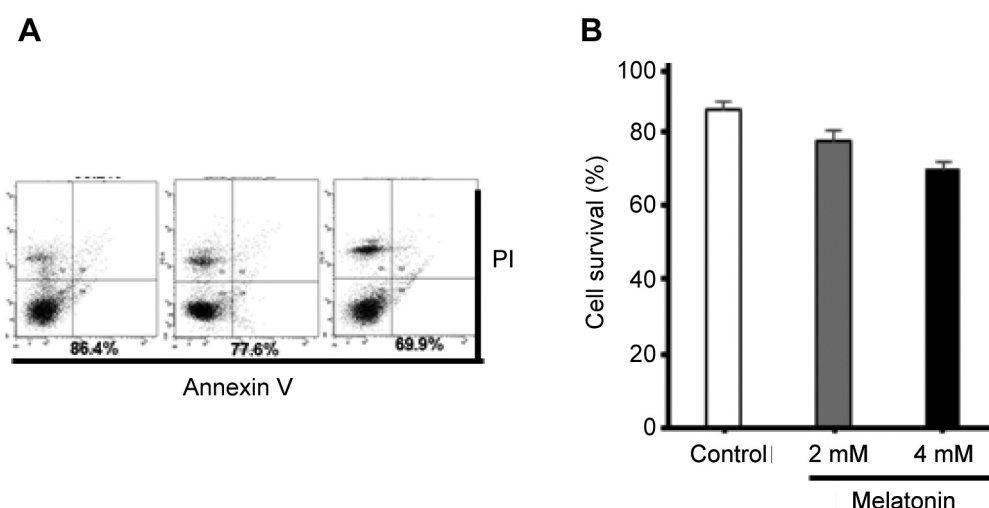 A
86.4%
77.6%
69.9%
PI
Annexin V
B
Cell survival (%)
100
80
60
40
20
0
Control
2 mM
4 mM
Melatonin